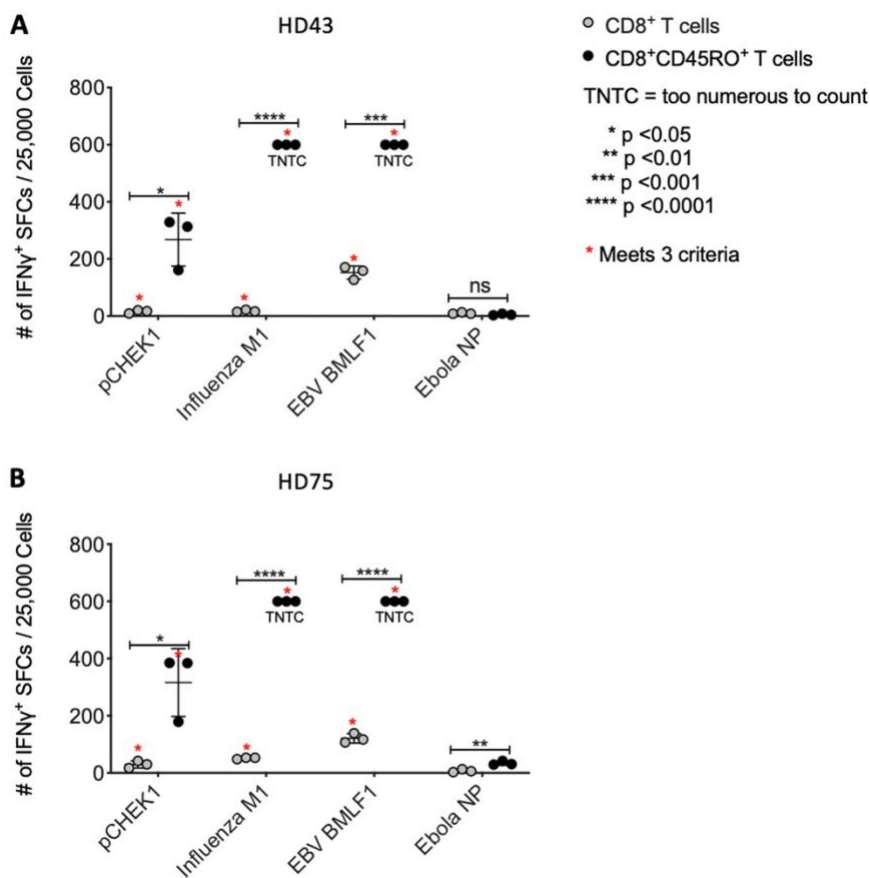 A
HD43
CD8+ T cells
CD8+CD45RO+ T cells
TNTC = too numerous to count
* p <0.05
** p <0.01
*** p <0.001
**** p <0.0001
* Meets 3 criteria
# of IFNγ+ SFCs / 25,000 Cells
800
600
400
200
0
*
*
*
****
*
*
TNTC
***
*
*
TNTC
ns
pCHEK1
Influenza M1
EBV BMLF1
Ebola NP
B
HD75
# of IFNγ+ SFCs / 25,000 Cells
800
600
400
200
0
*
*
*
****
*
*
TNTC
****
*
*
TNTC
**
pCHEK1
Influenza M1
EBV BMLF1
Ebola NP